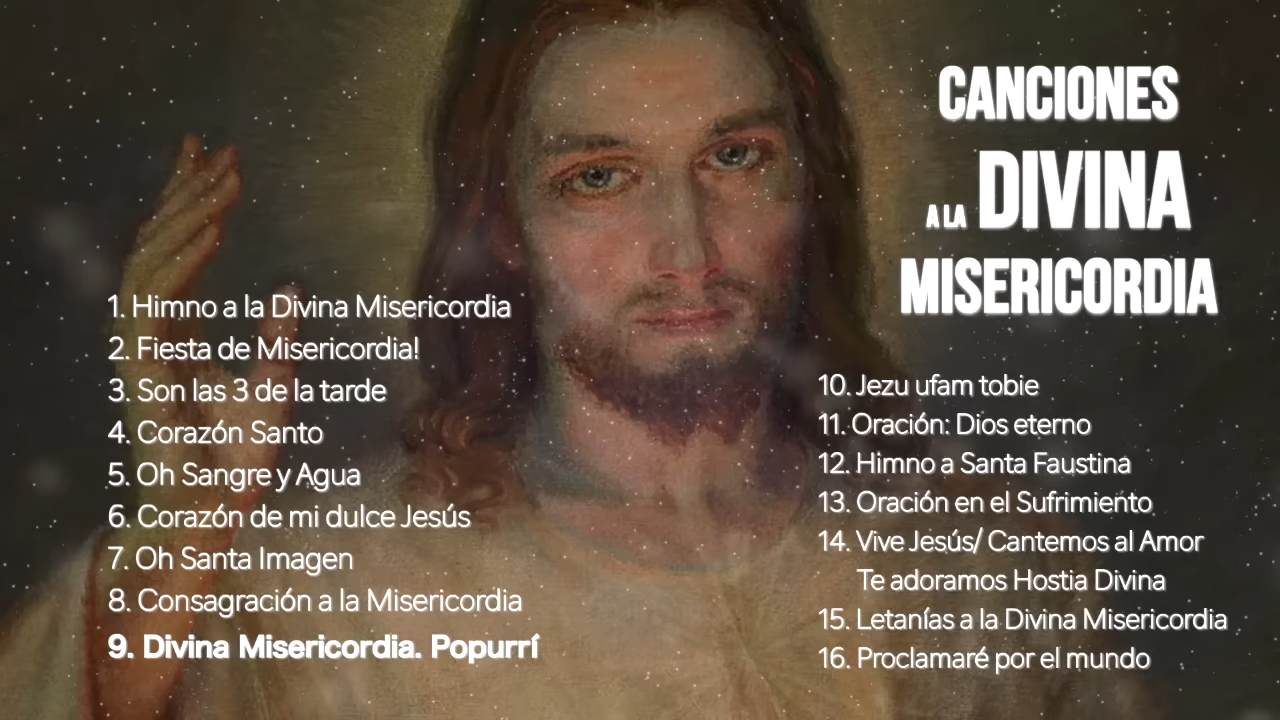 CANCIONES
A LA DIVINA
MISERICORDIA
1. Himno a la Divina Misericordia
2. Fiesta de Misericordia!
3. Son las 3 de la tarde
4. Corazón Santo
5. Oh Sangre y Agua
6. Corazón de mi dulce Jesús
7. Oh Santa Imagen
8. Consagración a la Misericordia
9. Divina Misericordia. Popurrí
10. Jezu ufam tobie
11. Oración: Dios eterno
12. Himno a Santa Faustina
13. Oración en el Sufrimiento
14. Vive Jesús/ Cantemos al Amor
Te adoramos Hostia Divina
15. Letanías a la Divina Misericordia
16. Proclamaré por el mundo